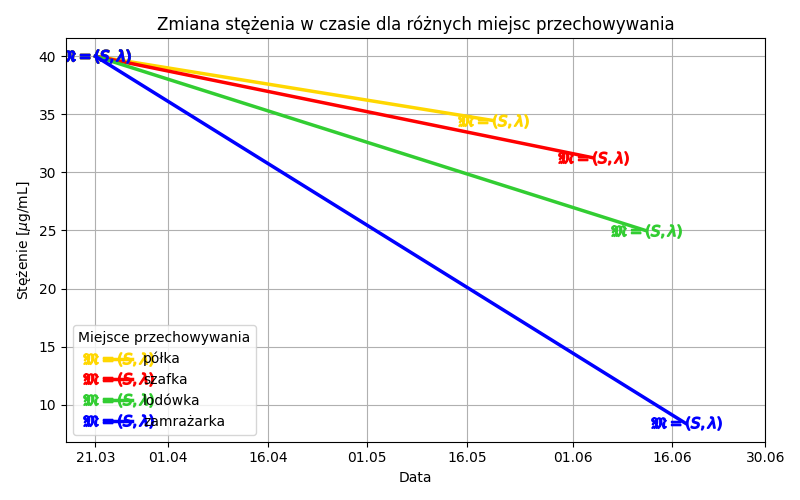 Zmiana stężenia w czasie dla różnych miejsc przechowywania
Stężenie [μg/mL]
40
35
30
25
20
15
10
𝔐 = (S, λ)
𝔐 = (S, λ)
𝔐 = (S, λ)
𝔐 = (S, λ)
𝔐 = (S, λ)
Miejsce przechowywania
𝔐 = (S, λ) półka
𝔐 = (S, λ) szafka
𝔐 = (S, λ) lodówka
𝔐 = (S, λ) zamrażarka
21.03 01.04 16.04 01.05 16.05 01.06 16.06 30.06
Data